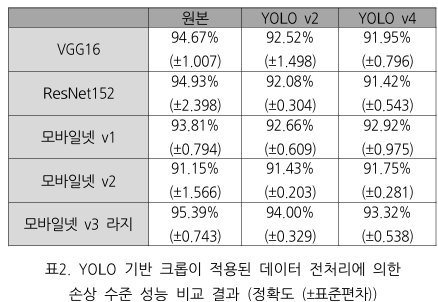 원본 YOLO v2 YOLO v4
VGG16 94.67% 92.52% 91.95%
(±1.007) (±1.498) (±0.796)
ResNet152 94.93% 92.08% 91.42%
(±2.398) (±0.304) (±0.543)
모바일넷 v1 93.81% 92.66% 92.92%
(±0.794) (±0.609) (±0.975)
모바일넷 v2 91.15% 91.43% 91.75%
(±1.566) (±0.203) (±0.281)
모바일넷 v3 라지 95.39% 94.00% 93.32%
(±0.743) (±0.329) (±0.538)
표2. YOLO 기반 크롭이 적용된 데이터 전처리에 의한
손상 수준 성능 비교 결과 (정확도 (±표준편차))